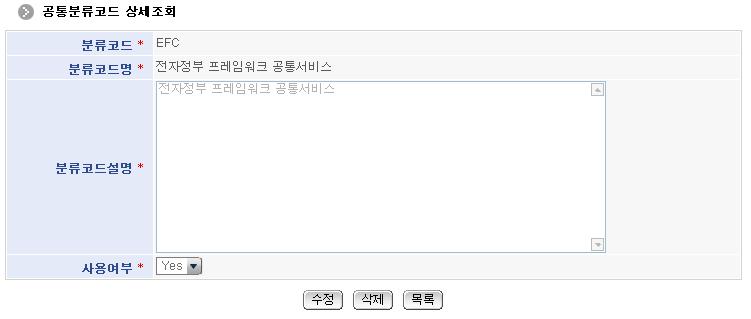 공통분류코드 상세조회
분류코드 * EFC
분류코드명 * 전자정부 프레임워크 공통서비스
분류코드설명 * 전자정부 프레임워크 공통서비스
사용여부 * Yes
수정 삭제 목록